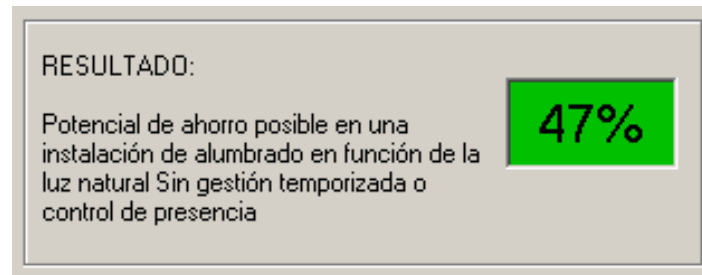 RESULTADO:
Potencial de ahorro posible en una
instalación de alumbrado en función de la
luz natural Sin gestión temporizada o
control de presencia
47%